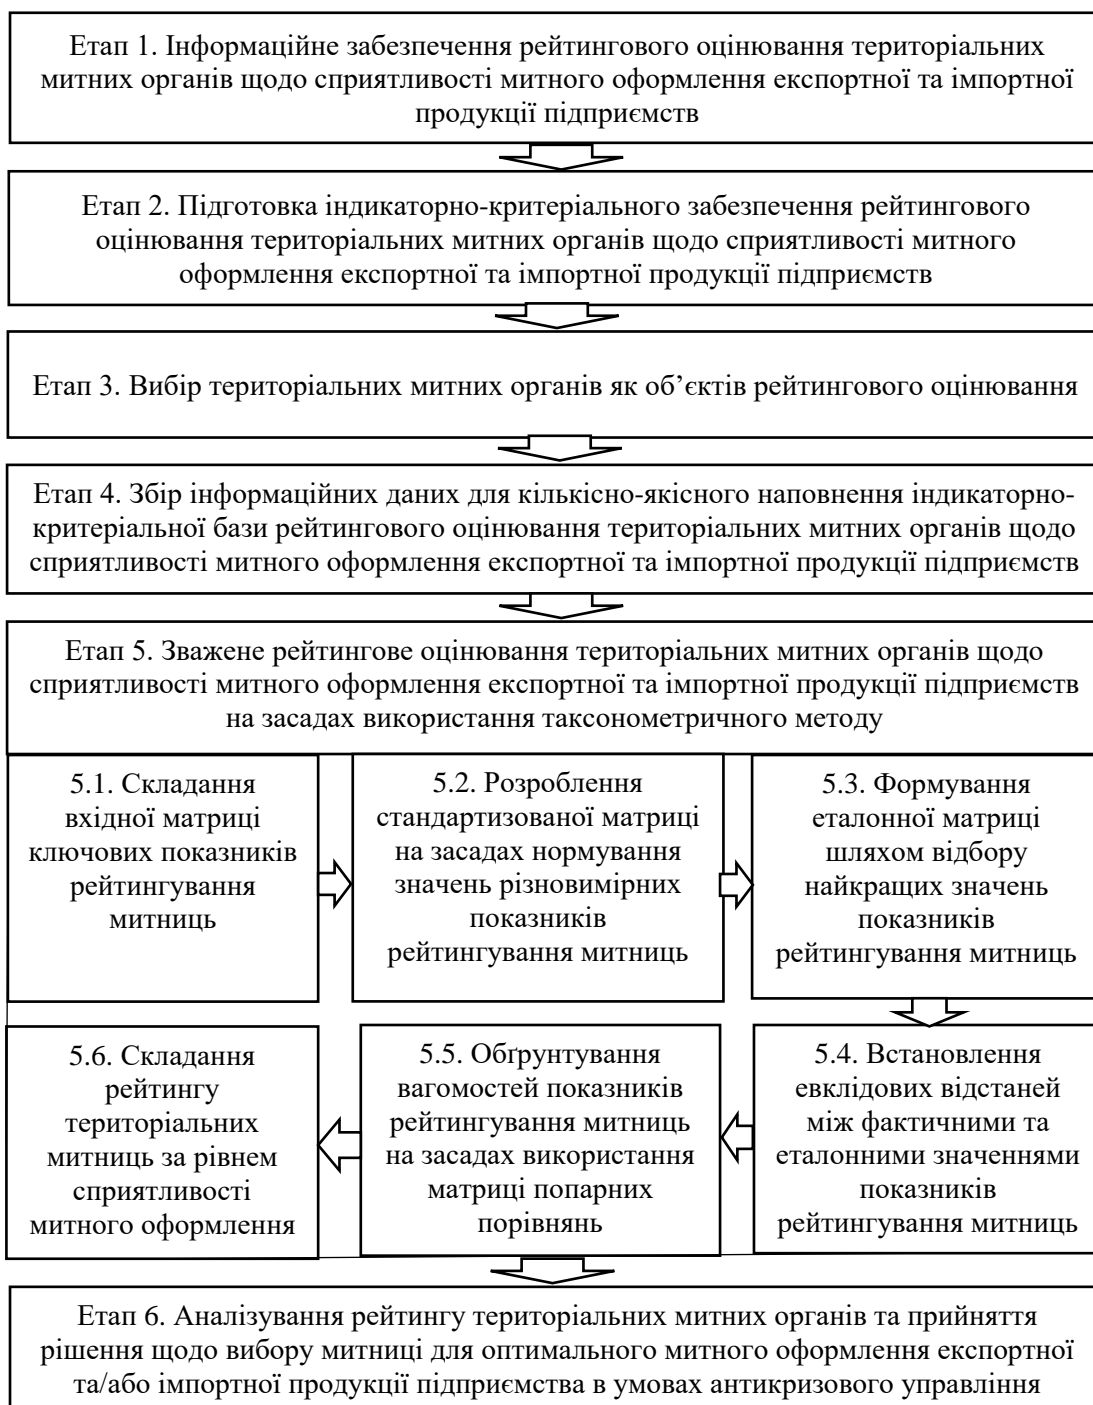 Етап 1. Інформаційне забезпечення рейтингового оцінювання територіальних
митних органів щодо сприятливості митного оформлення експортної та імпортної
продукції підприємств
Етап 2. Підготовка індикаторно-критеріального забезпечення рейтингового
оцінювання територіальних митних органів щодо сприятливості митного
оформлення експортної та імпортної продукції підприємств
Етап 3. Вибір територіальних митних органів як об’єктів рейтингового оцінювання
Етап 4. Збір інформаційних даних для кількісно-якісного наповнення індикаторно-
критеріальної бази рейтингового оцінювання територіальних митних органів щодо
сприятливості митного оформлення експортної та імпортної продукції підприємств
Етап 5. Зважене рейтингове оцінювання територіальних митних органів щодо
сприятливості митного оформлення експортної та імпортної продукції підприємств
на засадах використання таксонометричного методу
5.1. Складання
вхідної матриці
ключових показників
рейтингування
митниць
5.2. Розроблення
стандартизованої матриці
на засадах нормування
значень різновимірних
показників
рейтингування митниць
5.3. Формування
еталонної матриці
шляхом відбору
найкращих значень
показників
рейтингування митниць
5.4. Встановлення
евклідових відстаней
між фактичними та
еталонними значеннями
показників
рейтингування митниць
5.5. Обґрунтування
вагомостей показників
рейтингування митниць
на засадах використання
матриці попарних
порівнянь
5.6. Складання
рейтингу
територіальних
митниць за рівнем
сприятливості
митного оформлення
Етап 6. Аналізування рейтингу територіальних митних органів та прийняття
рішення щодо вибору митниці для оптимального митного оформлення експортної
та/або імпортної продукції підприємства в умовах антикризового управління